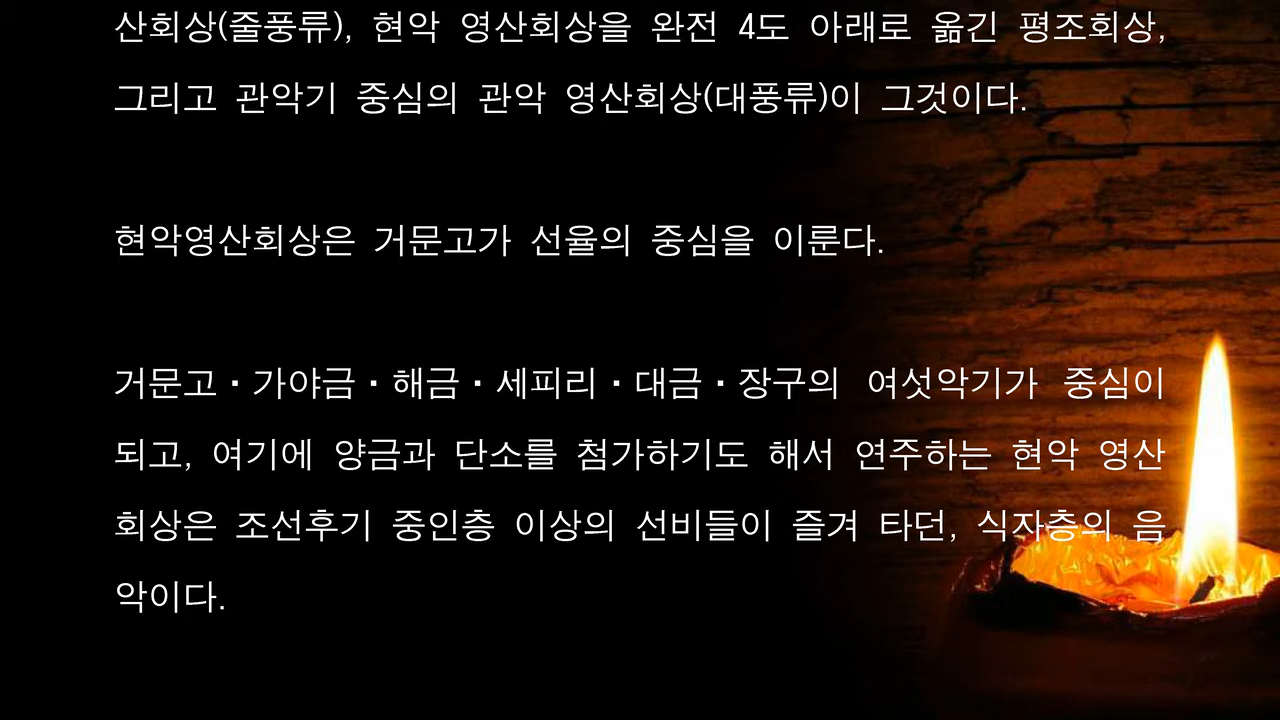 산회상(줄풍류), 현악 영산회상을 완전 4도 아래로 옮긴 평조회상,
그리고 관악기 중심의 관악 영산회상(대풍류)이 그것이다.
현악영산회상은 거문고가 선율의 중심을 이룬다.
거문고·가야금·해금·세피리·대금·장구의 여섯악기가 중심이
되고, 여기에 양금과 단소를 첨가하기도 해서 연주하는 현악 영산
회상은 조선후기 중인층 이상의 선비들이 즐겨 타던, 식자층의 음
악이다.